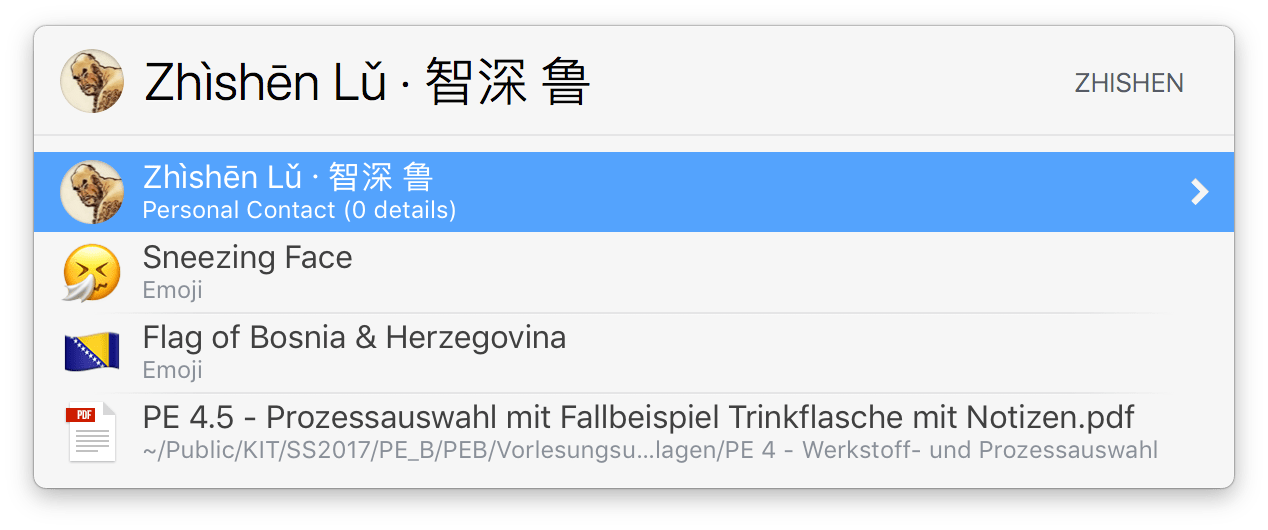 Zhìshēn Lǔ · 智深 鲁
ZHISHEN
Zhìshēn Lǔ · 智深 鲁
Personal Contact (0 details)
Sneezing Face
Emoji
Flag of Bosnia & Herzegovina
Emoji
PDF
PE 4.5 - Prozessauswahl mit Fallbeispiel Trinkflasche mit Notizen.pdf
~/Public/KIT/SS2017/PE_B/PEB/Vorlesungsu...lagen/PE 4 - Werkstoff- und Prozessauswahl